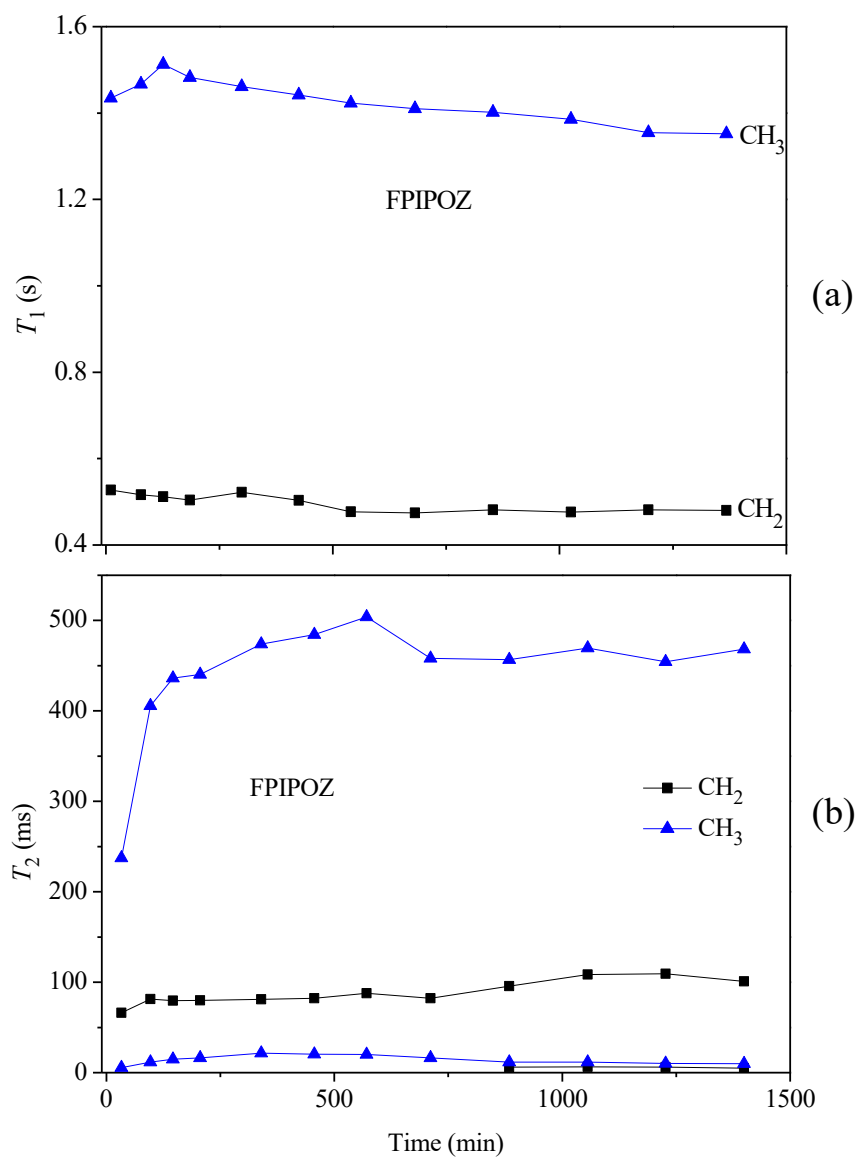 1.6
1.2
0.8
0.4
T₁ (s)
CH₃
FPIPOZ
CH₂
(a)
500
400
300
200
100
0
T₂ (ms)
FPIPOZ
CH₂
CH₃
(b)
0 500 1000 1500
Time (min)